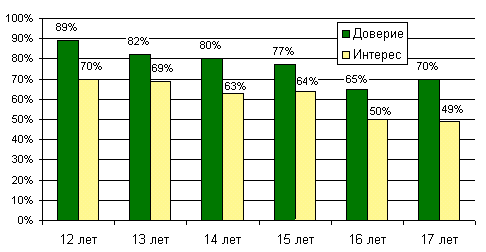 100%
90%
80%
70%
60%
50%
40%
30%
20%
10%
0%
89%
70%
82%
69%
80%
63%
77%
64%
65%
50%
70%
49%
Доверие
Интерес
12 лет
13 лет
14 лет
15 лет
16 лет
17 лет